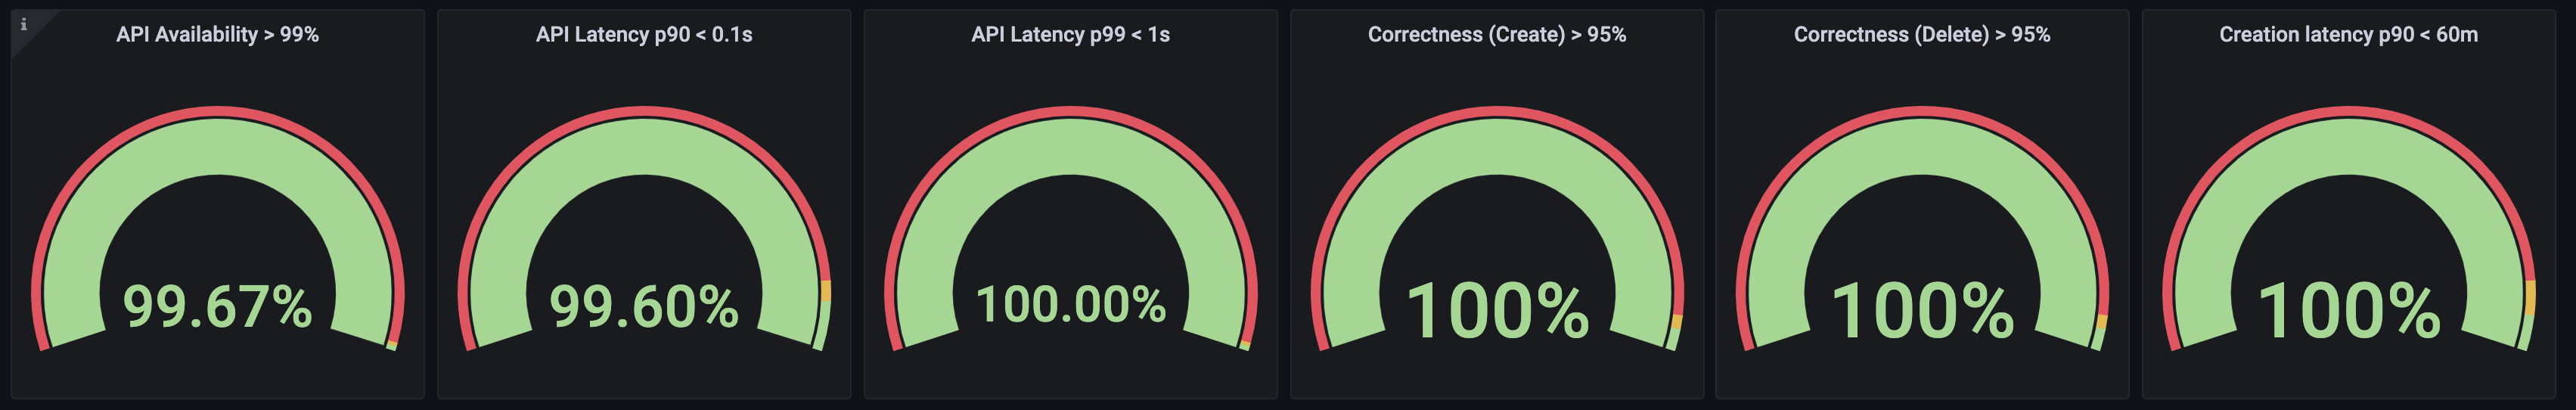 API Availability > 99%
API Latency p90 < 0.1s
API Latency p99 < 1s
Correctness (Create) > 95%
Correctness (Delete) > 95%
Creation latency p90 < 60m
99.67%
99.60%
100.00%
100%
100%
100%